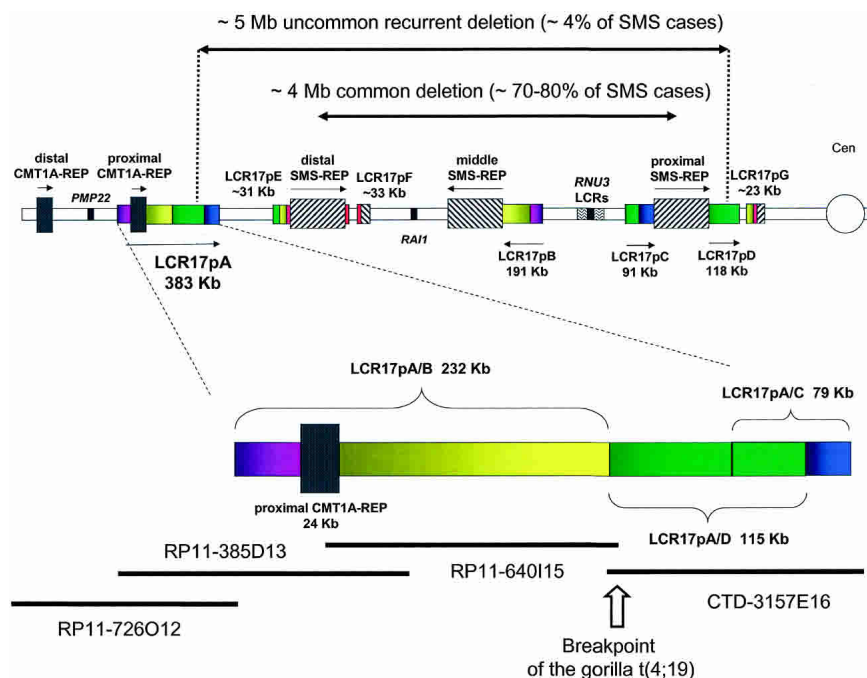 ~ 5 Mb uncommon recurrent deletion (~ 4% of SMS cases)
~ 4 Mb common deletion (~ 70-80% of SMS cases)
distal
CMT1A-REP
proximal
CMT1A-REP
PMP22
LCR17pE
~31 Kb
distal
SMS-REP
LCR17pF
~33 Kb
middle
SMS-REP
RNU3
LCRs
proximal
SMS-REP
LCR17pG
~23 Kb
Cen
LCR17pA
383 Kb
RAI1
LCR17pB
191 Kb
LCR17pC
91 Kb
LCR17pD
118 Kb
LCR17pA/B 232 Kb
LCR17pA/C 79 Kb
proximal CMT1A-REP
24 Kb
LCR17pA/D 115 Kb
RP11-385D13
RP11-640I15
CTD-3157E16
RP11-726O12
Breakpoint
of the gorilla t(4;19)